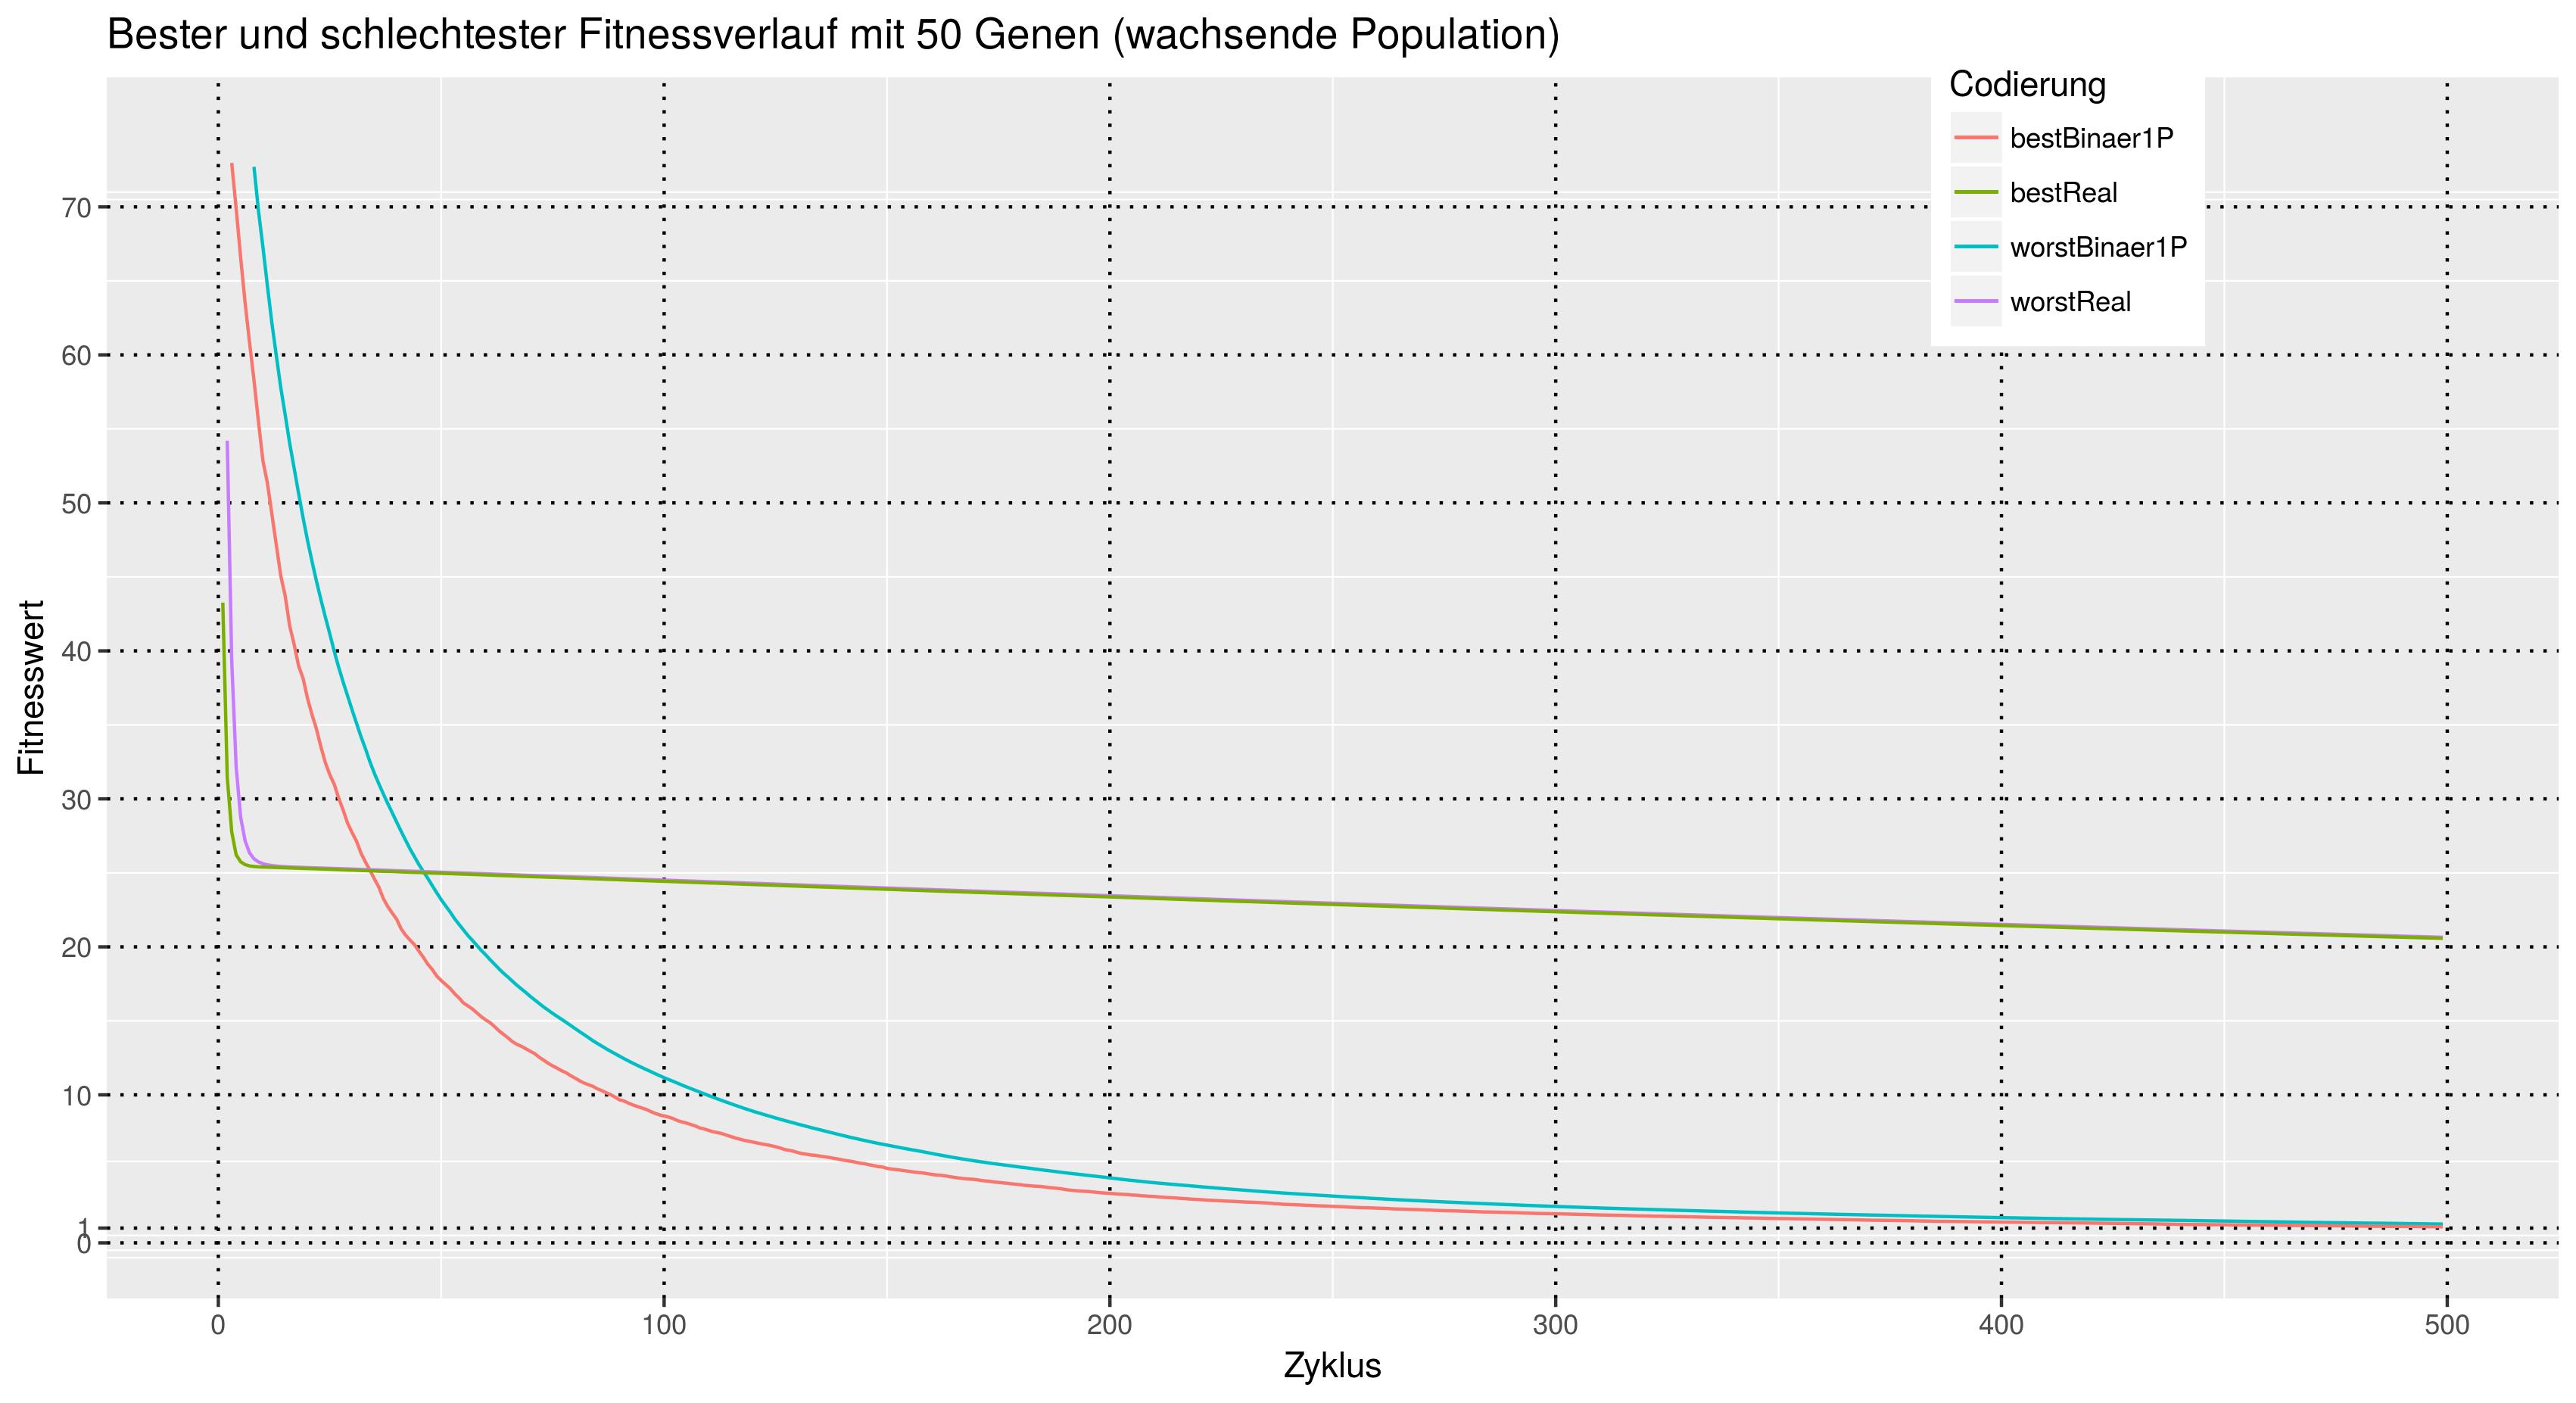 Bester und schlechtester Fitnessverlauf mit 50 Genen (wachsende Population)
Codierung
bestBinaer1P
bestReal
worstBinaer1P
worstReal
Fitnesswert
70
60
50
40
30
20
10
1
0
0 100 200 300 400 500
Zyklus